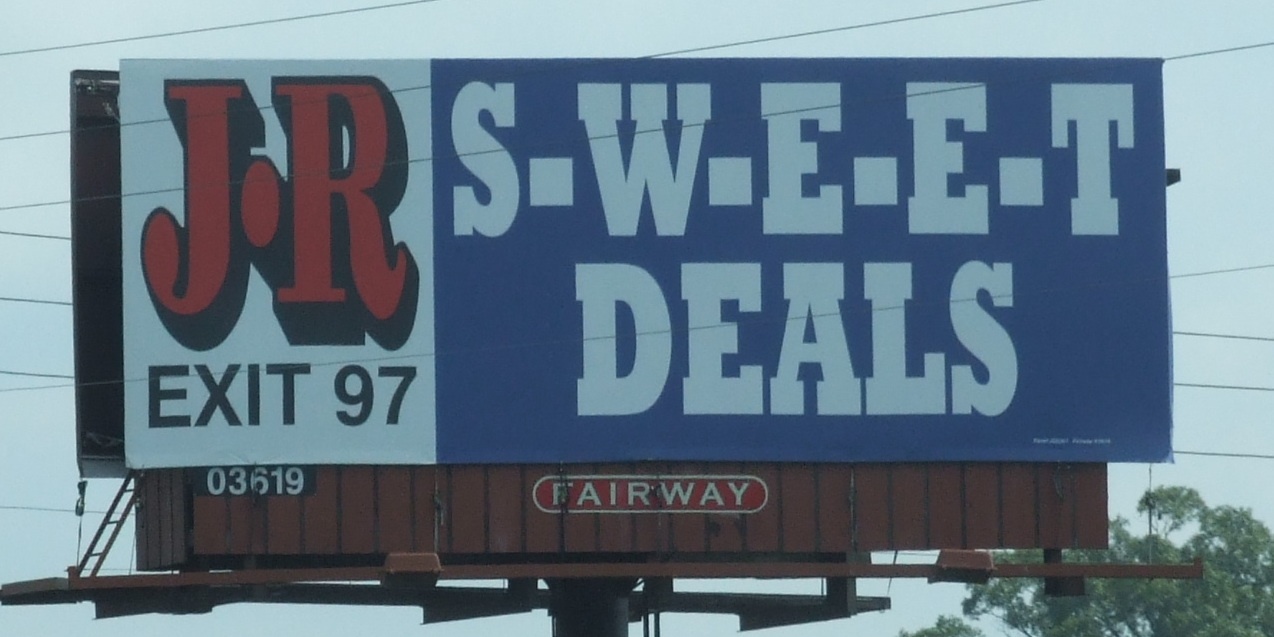 J·R
EXIT 97
S-W-E-E-T
DEALS
03619
FAIRWAY